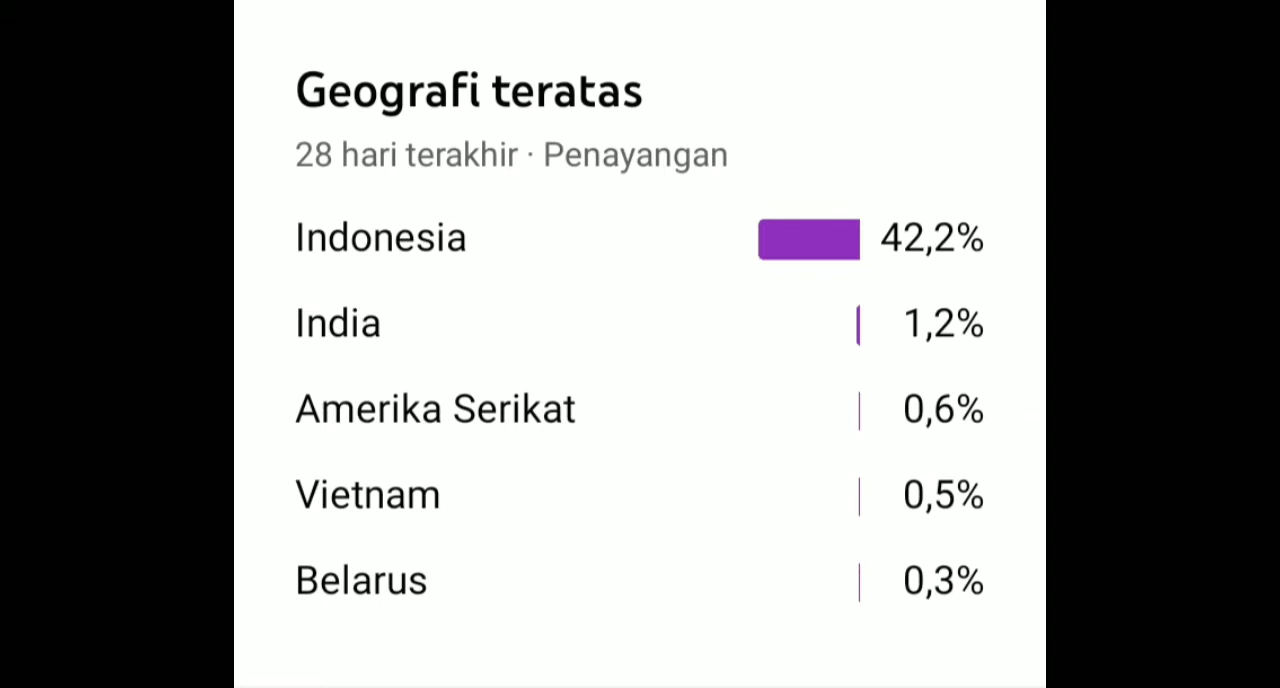 Geografi teratas
28 hari terakhir · Penayangan
Indonesia 42,2%
India 1,2%
Amerika Serikat 0,6%
Vietnam 0,5%
Belarus 0,3%